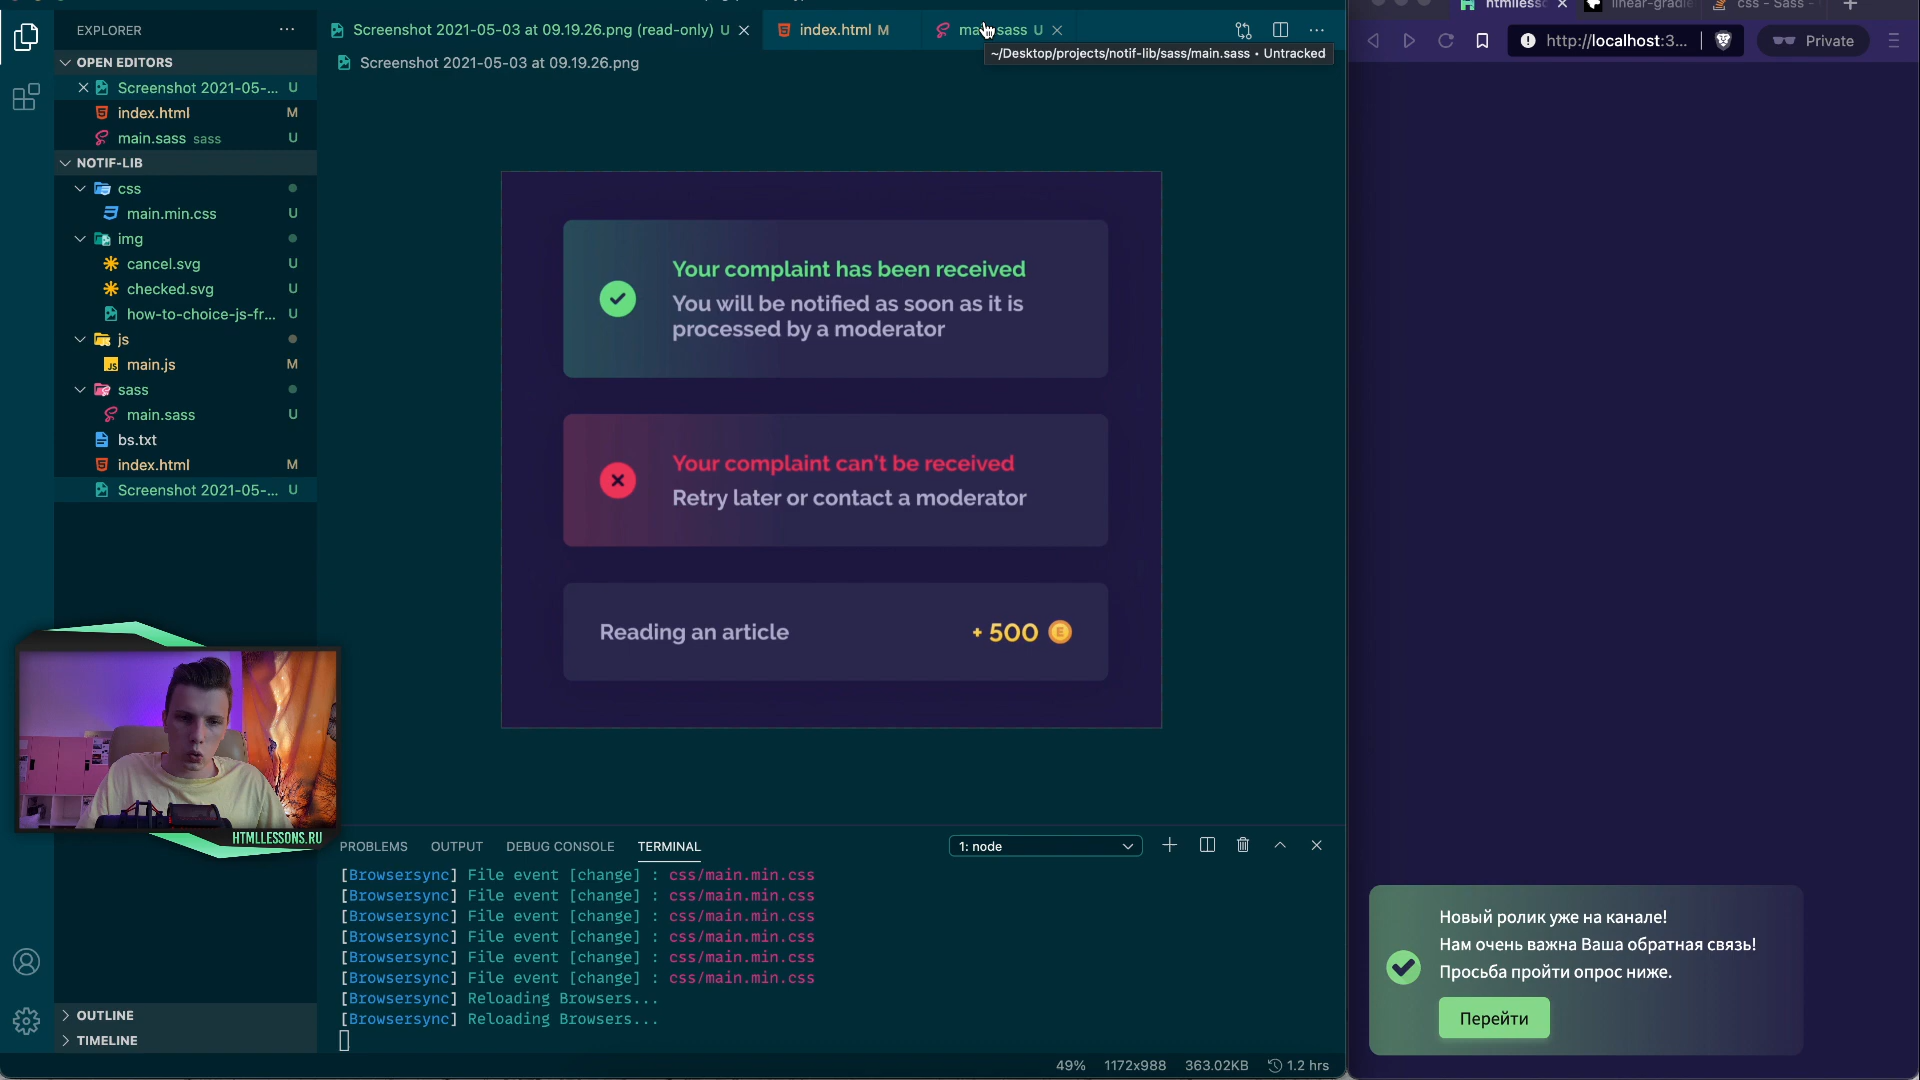 EXPLORER
OPEN EDITORS
Screenshot 2021-05-... U
index.html M
main.sass sass U
NOTIF-LIB
css
main.min.css U
img
cancel.svg U
checked.svg U
how-to-choice-js-fr... U
js
main.js M
sass
main.sass U
bs.txt
index.html M
Screenshot 2021-05-... U
OUTLINE
TIMELINE
HTMLLESSONS.RU
Screenshot 2021-05-03 at 09.19.26.png (read-only) U
index.html M
sass U
~/Desktop/projects/notif-lib/sass/main.sass • Untracked
Screenshot 2021-05-03 at 09.19.26.png
Your complaint has been received
You will be notified as soon as it is
processed by a moderator
Your complaint can't be received
Retry later or contact a moderator
Reading an article
+ 500 E
PROBLEMS OUTPUT DEBUG CONSOLE TERMINAL
1: node
[Browsersync] File event [change] : css/main.min.css
[Browsersync] File event [change] : css/main.min.css
[Browsersync] File event [change] : css/main.min.css
[Browsersync] File event [change] : css/main.min.css
[Browsersync] File event [change] : css/main.min.css
[Browsersync] File event [change] : css/main.min.css
[Browsersync] Reloading Browsers...
[Browsersync] Reloading Browsers...
49% 1172x988 363.02KB 1.2 hrs
css - Sass -
http://localhost:3...
Private
Новый ролик уже на канале!
Нам очень важна Ваша обратная связь!
Просьба пройти опрос ниже.
Перейти